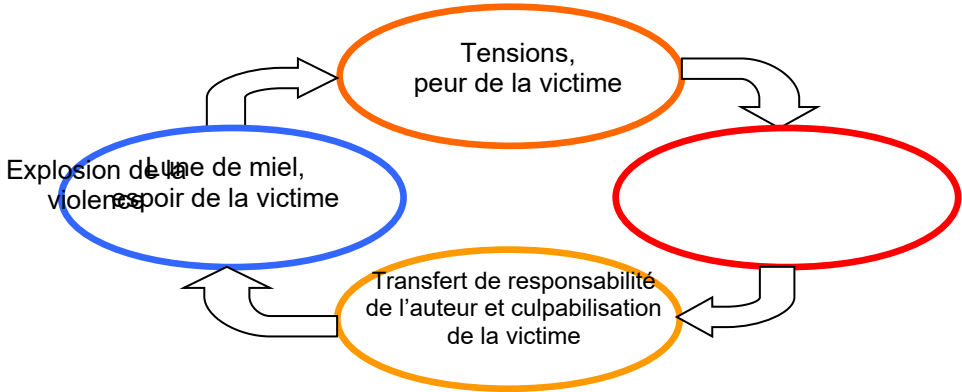 Tensions,
peur de la victime
Explosion de la
violence
Lune de miel,
espoir de la victime
Transfert de responsabilité
de l’auteur et culpabilisation
de la victime